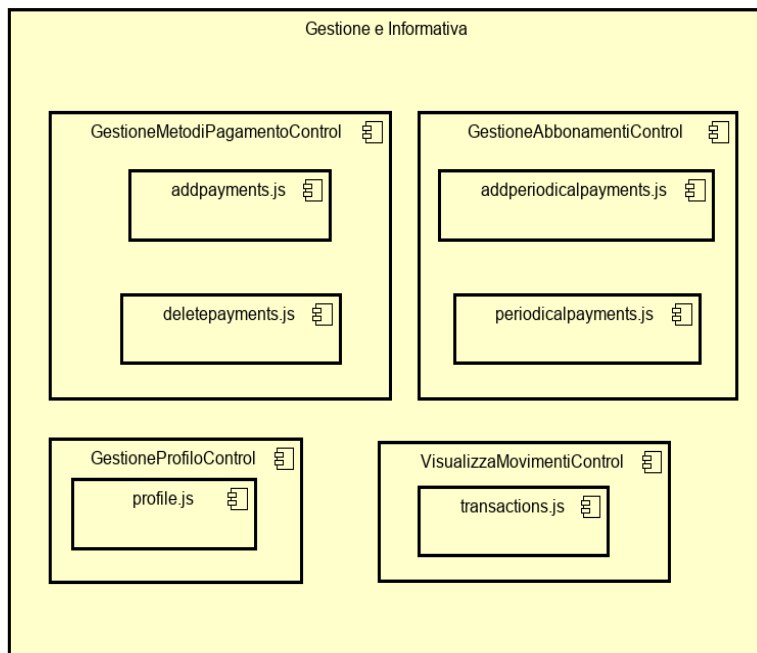 Gestione e Informativa
GestioneMetodiPagamentoControl
addpayments.js
deletepayments.js
GestioneAbbonamentiControl
addperiodicalpayments.js
periodicalpayments.js
GestioneProfiloControl
profile.js
VisualizzaMovimentiControl
transactions.js